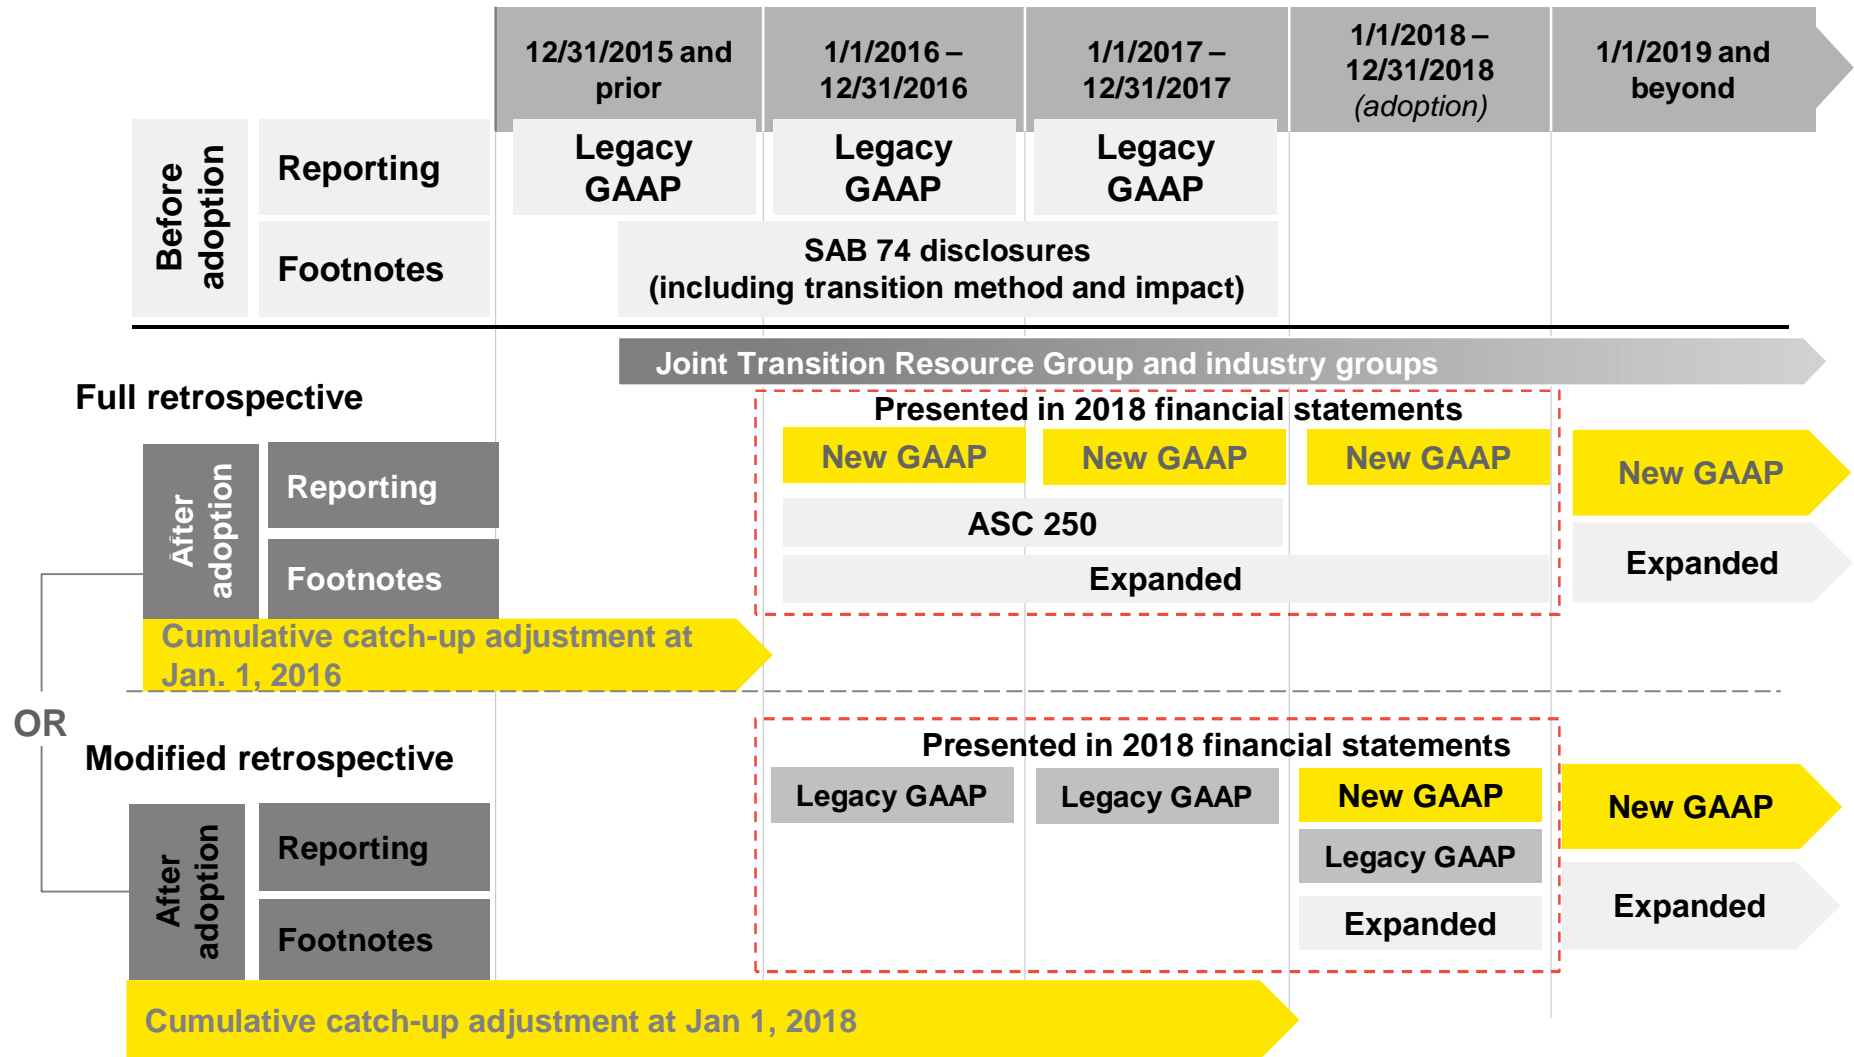 12/31/2015 and
prior
1/1/2016 –
12/31/2016
1/1/2017 –
12/31/2017
1/1/2018 –
12/31/2018
(adoption)
1/1/2019 and
beyond
Before
adoption
Reporting
Legacy
GAAP
Legacy
GAAP
Legacy
GAAP
Footnotes
SAB 74 disclosures
(including transition method and impact)
Joint Transition Resource Group and industry groups
Full retrospective
Presented in 2018 financial statements
After
adoption
Reporting
New GAAP
New GAAP
New GAAP
New GAAP
ASC 250
Footnotes
Expanded
Expanded
Cumulative catch-up adjustment at
Jan. 1, 2016
OR
Modified retrospective
Presented in 2018 financial statements
After
adoption
Reporting
Legacy GAAP
Legacy GAAP
New GAAP
New GAAP
Legacy GAAP
Footnotes
Expanded
Expanded
Cumulative catch-up adjustment at Jan 1, 2018